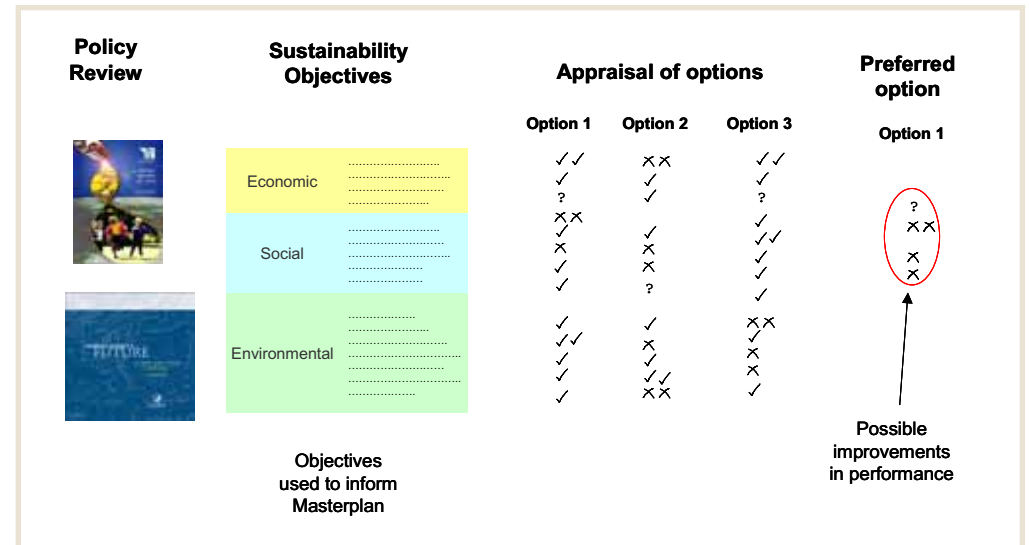 Policy
Review
Sustainability
Objectives
Appraisal of options
Preferred
option
Option 1
Option 2
Option 3
Option 1
Economic
Social
Environmental
FUTURE
?
?
?
?
Objectives
used to inform
Masterplan
Possible
improvements
in performance